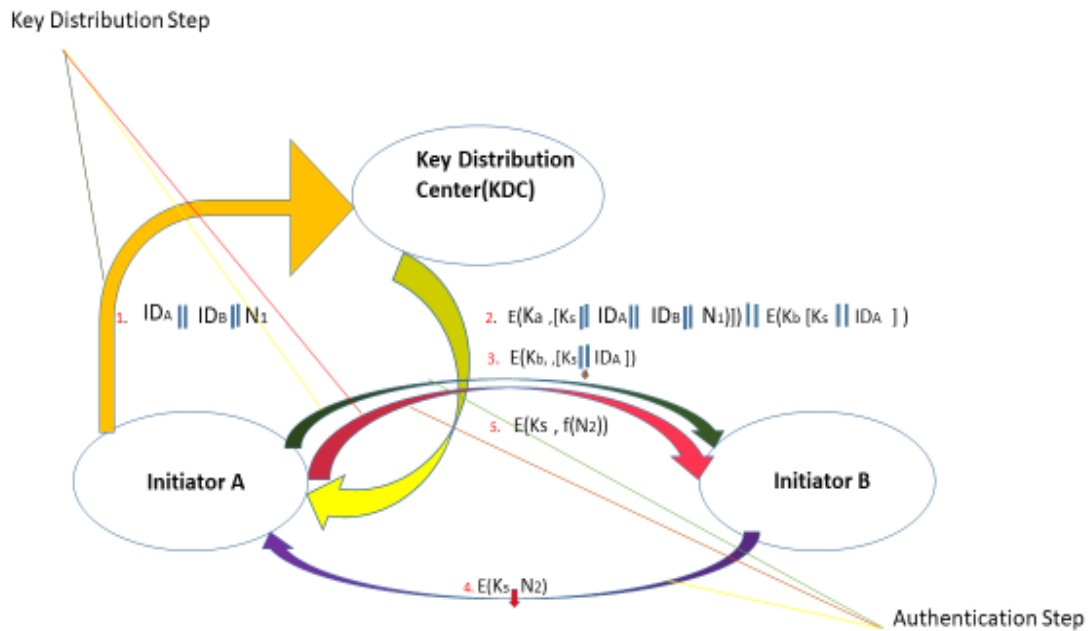 Key Distribution Step
Key Distribution
Center(KDC)
1. IDA || IDB || N1
2. E(Ka ,[Ks || IDA || IDB || N1)]) || E(Kb [Ks || IDA ] )
3. E(Kb, ,[Ks || IDA ])
5. E(Ks , f(N2))
Initiator A
Initiator B
4. E(Ks, N2)
Authentication Step